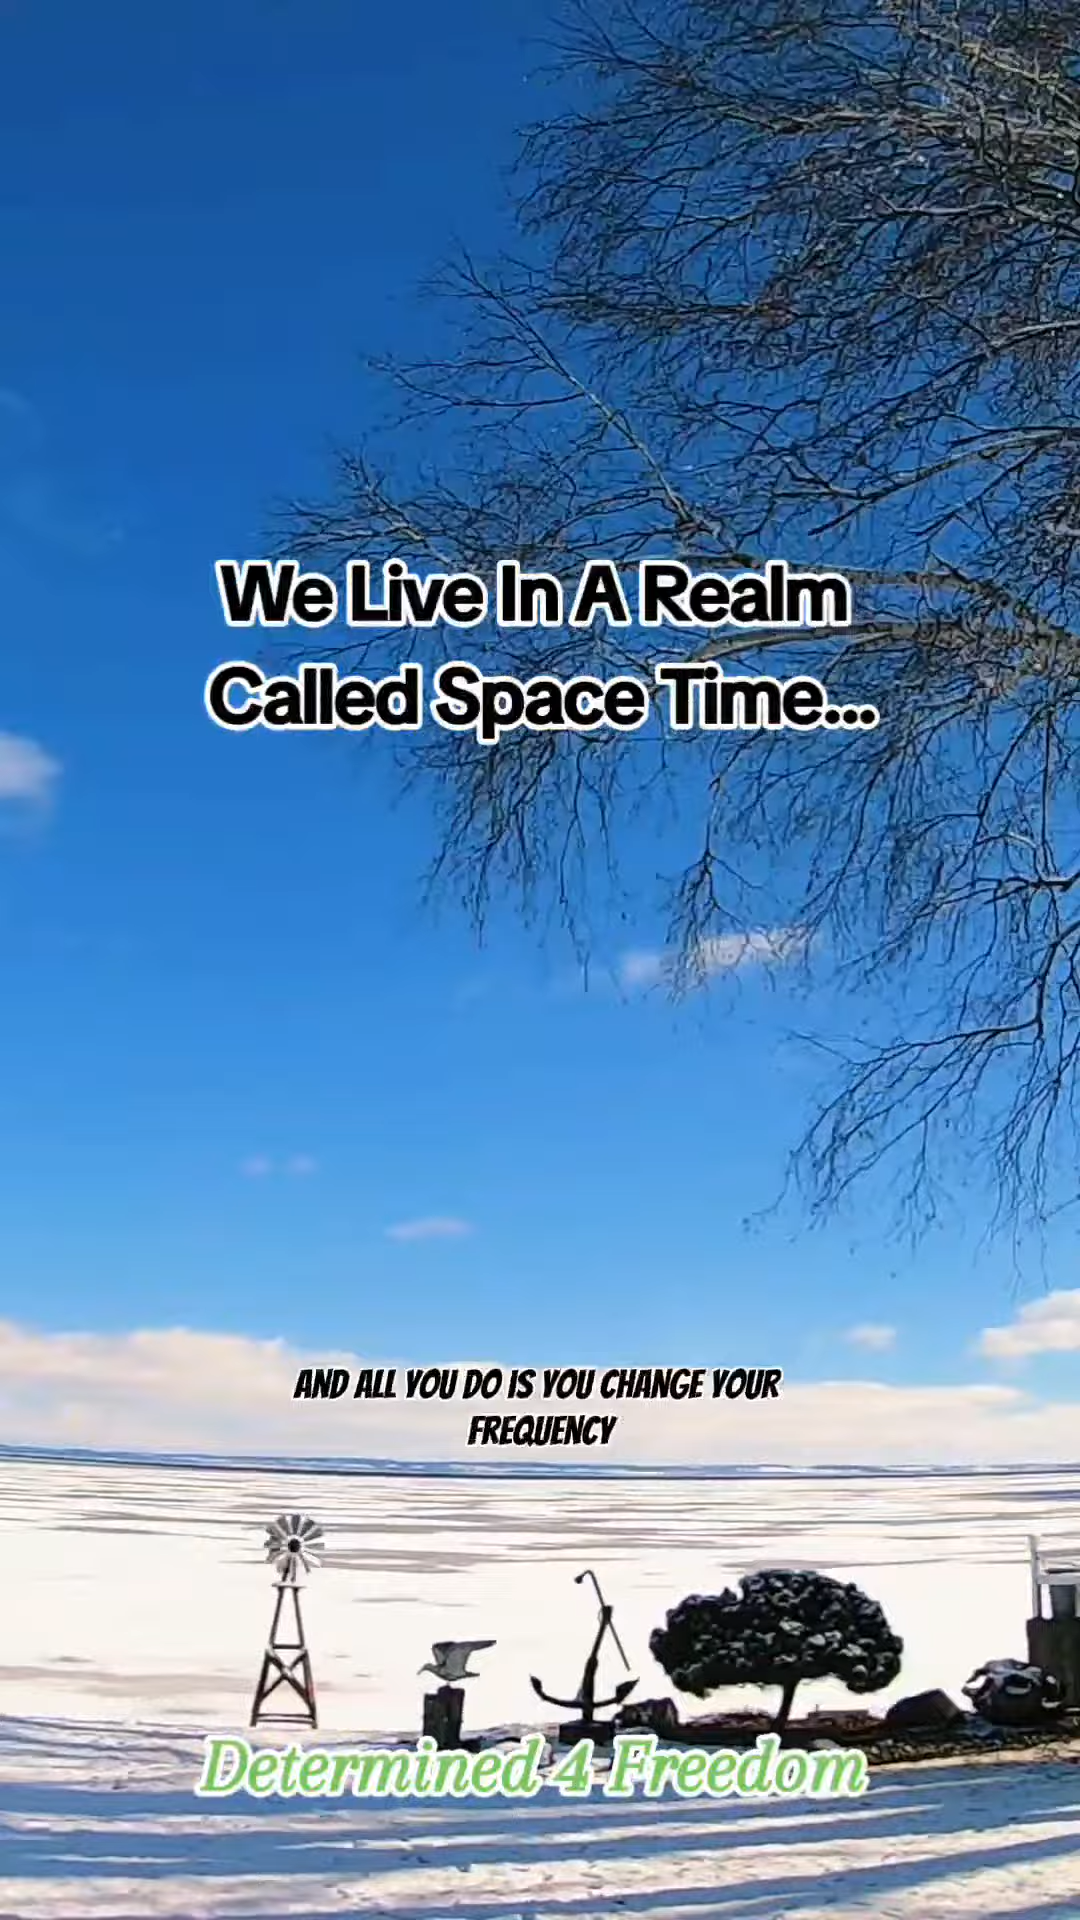 We Live In A Realm
Called Space Time...
AND ALL YOU DO IS YOU CHANGE YOUR
FREQUENCY
Determined 4 Freedom